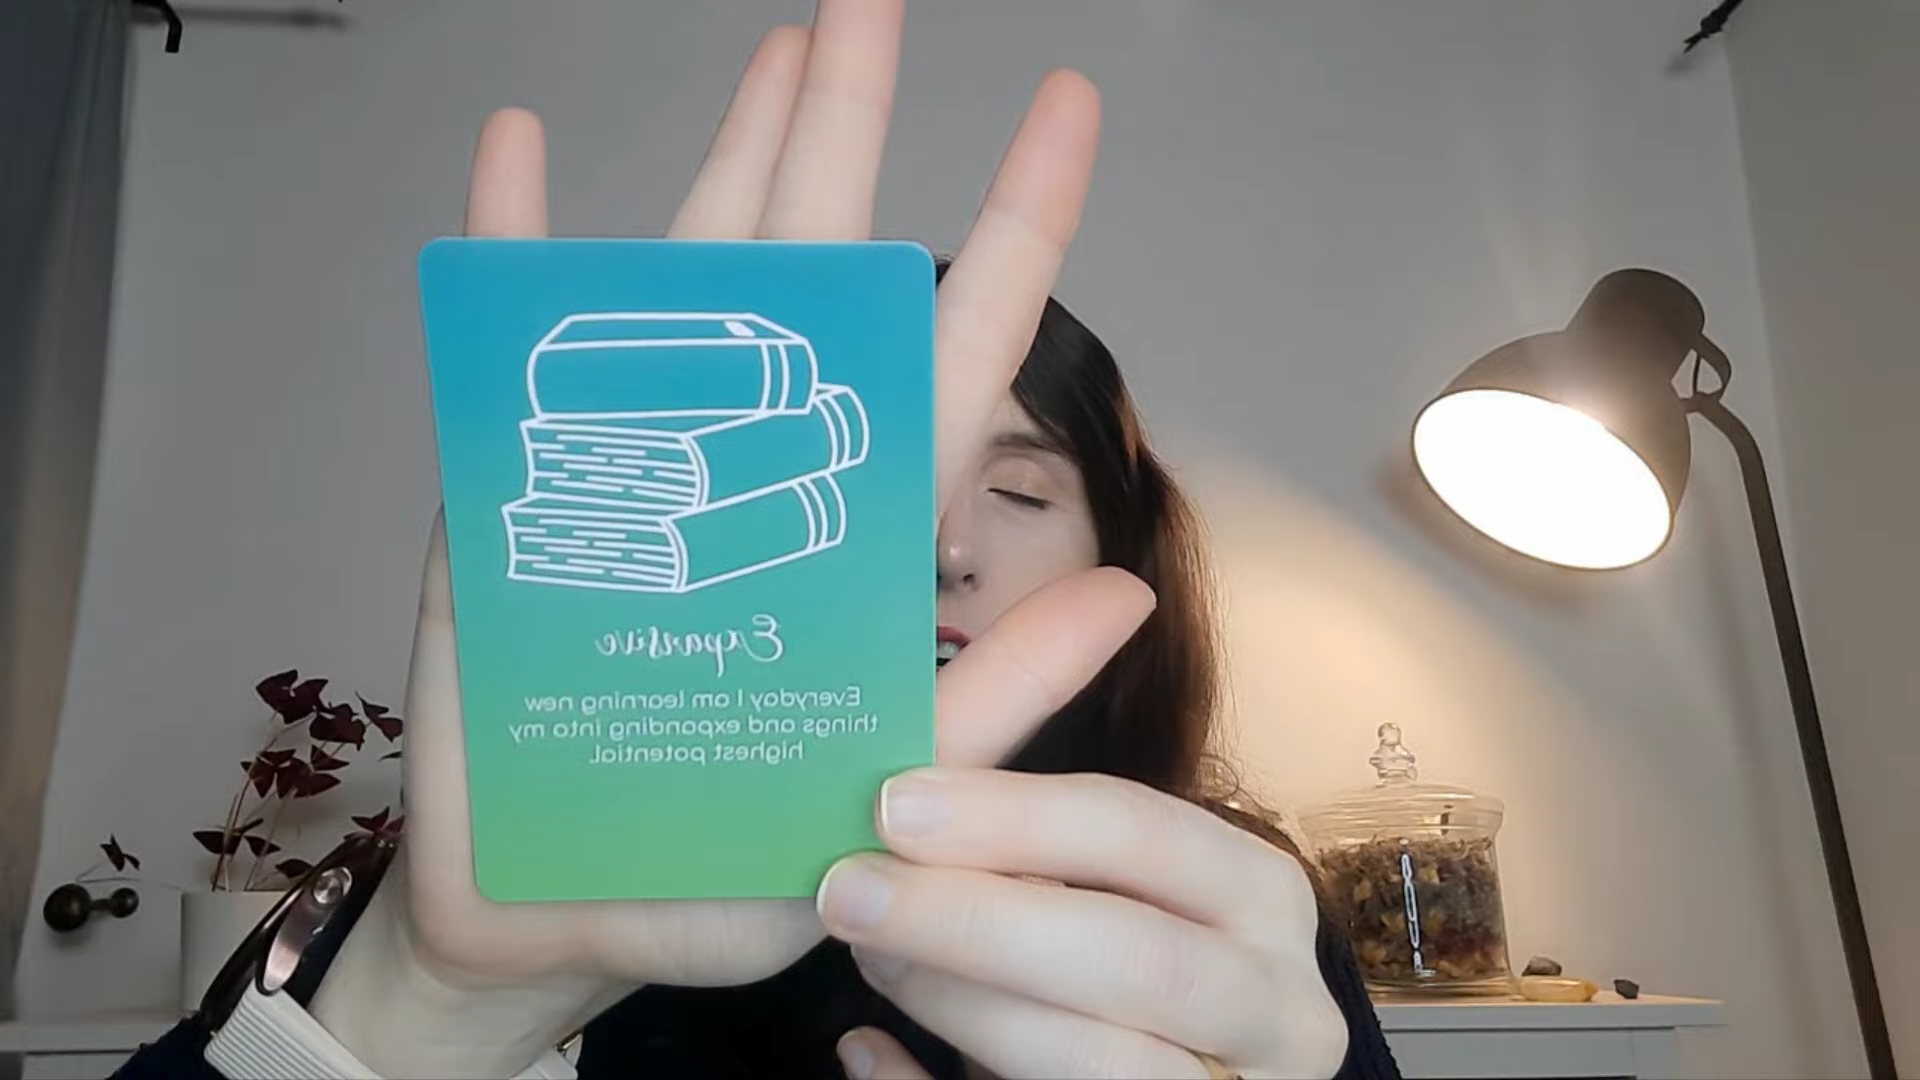 Expansive
Everyday I am learning new
things and expanding into my
highest potential.